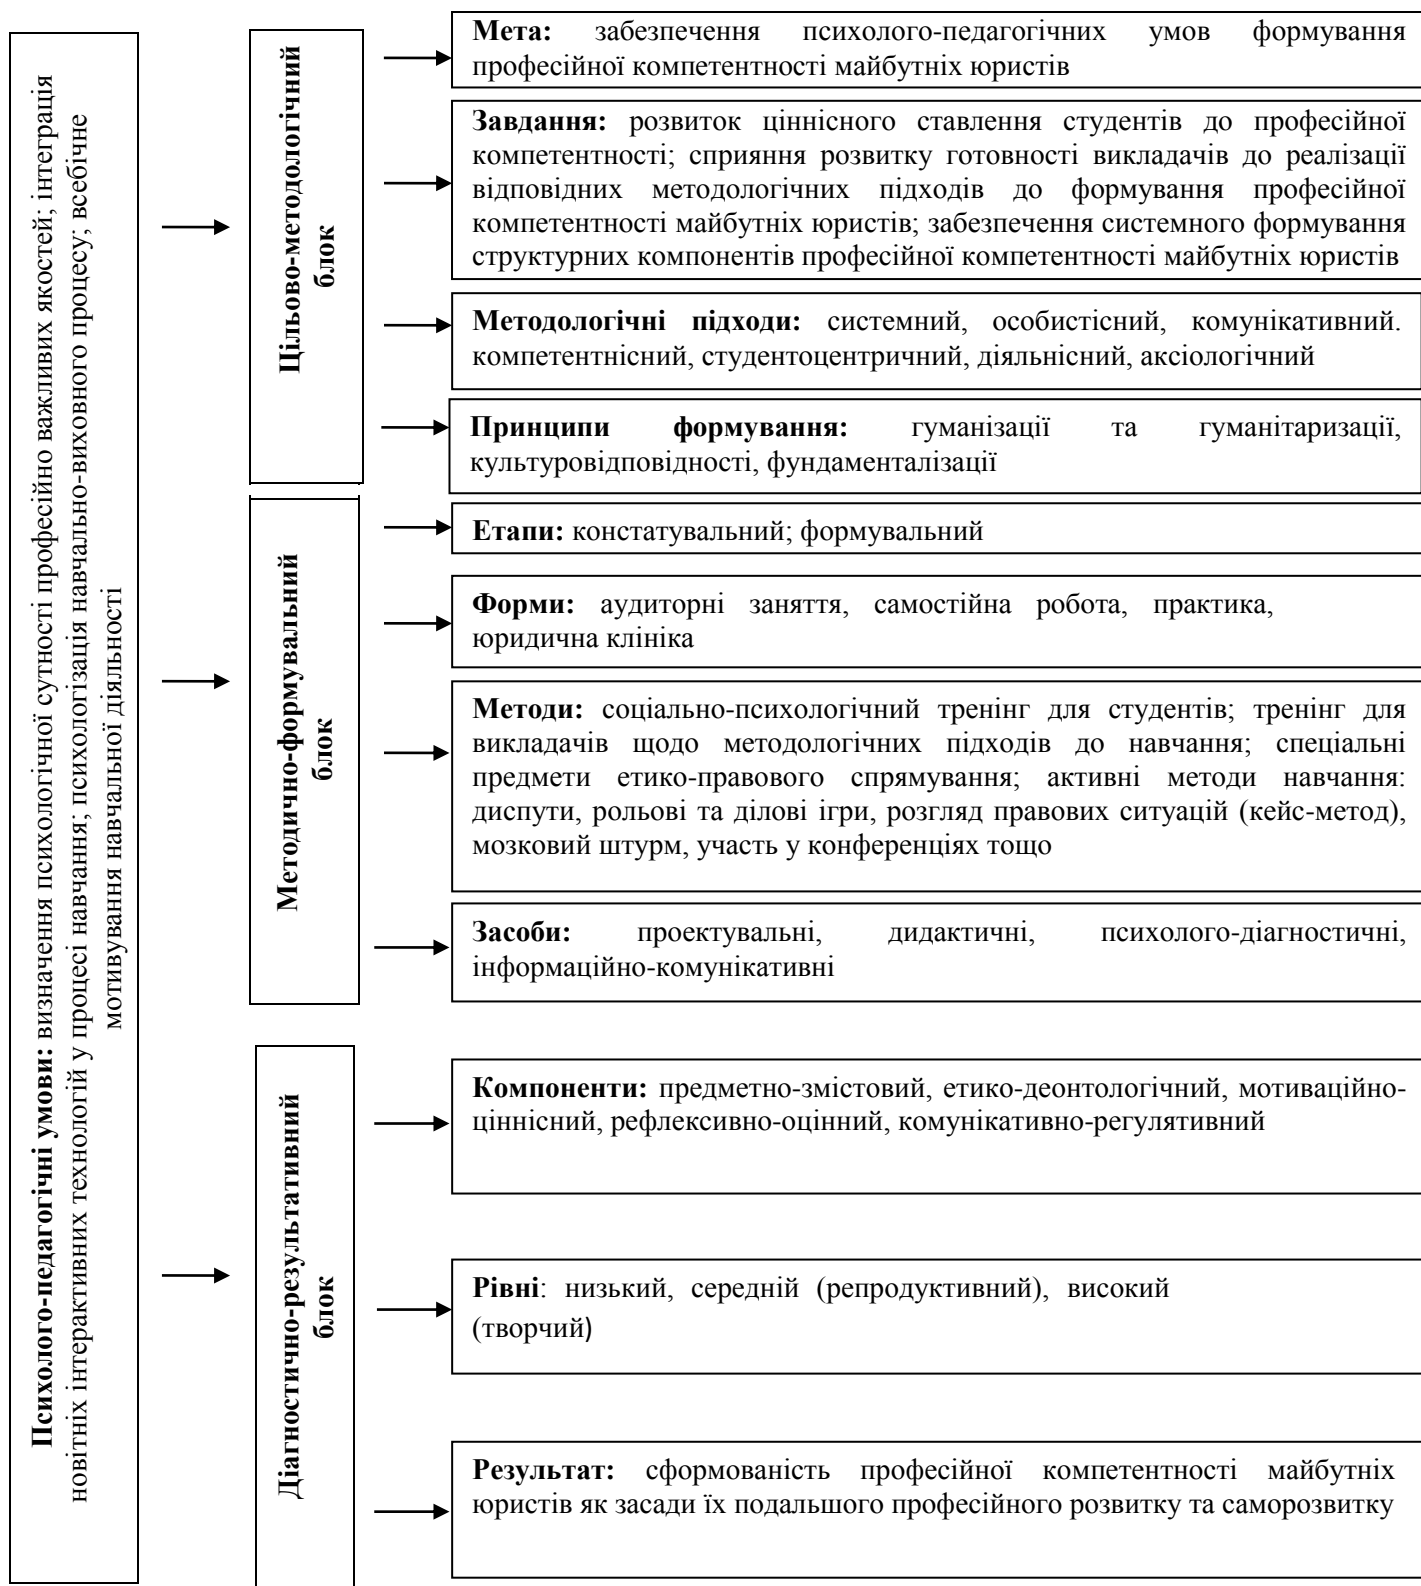 Психолого-педагогічні умови: визначення психологічної сутності професійно важливих якостей; інтеграція
новітніх інтерактивних технологій у процесі навчання; психологізація навчально-виховного процесу; всебічне
мотивування навчальної діяльності
Цільово-методологічний
блок
Мета: забезпечення психолого-педагогічних умов формування
професійної компетентності майбутніх юристів
Завдання: розвиток ціннісного ставлення студентів до професійної
компетентності; сприяння розвитку готовності викладачів до реалізації
відповідних методологічних підходів до формування професійної
компетентності майбутніх юристів; забезпечення системного формування
структурних компонентів професійної компетентності майбутніх юристів
Методологічні підходи: системний, особистісний, комунікативний.
компетентнісний, студентоцентричний, діяльнісний, аксіологічний
Принципи формування: гуманізації та гуманітаризації,
культуровідповідності, фундаменталізації
Методично-формувальний
блок
Етапи: констатувальний; формувальний
Форми: аудиторні заняття, самостійна робота, практика,
юридична клініка
Методи: соціально-психологічний тренінг для студентів; тренінг для
викладачів щодо методологічних підходів до навчання; спеціальні
предмети етико-правового спрямування; активні методи навчання:
диспути, рольові та ділові ігри, розгляд правових ситуацій (кейс-метод),
мозковий штурм, участь у конференціях тощо
Засоби: проектувальні, дидактичні, психолого-діагностичні,
інформаційно-комунікативні
Діагностично-результативний
блок
Компоненти: предметно-змістовий, етико-деонтологічний, мотиваційно-
ціннісний, рефлексивно-оцінний, комунікативно-регулятивний
Рівні: низький, середній (репродуктивний), високий
(творчий)
Результат: сформованість професійної компетентності майбутніх
юристів як засади їх подальшого професійного розвитку та саморозвитку